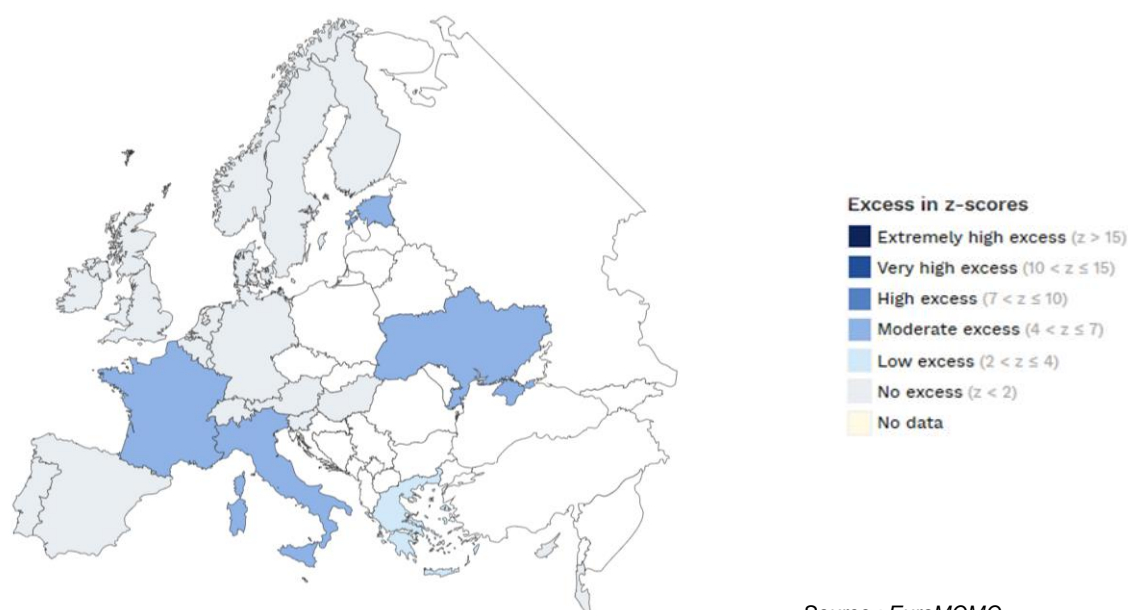 Excess in z-scores
Extremely high excess (z > 15)
Very high excess (10 < z ≤ 15)
High excess (7 < z ≤ 10)
Moderate excess (4 < z ≤ 7)
Low excess (2 < z ≤ 4)
No excess (z < 2)
No data